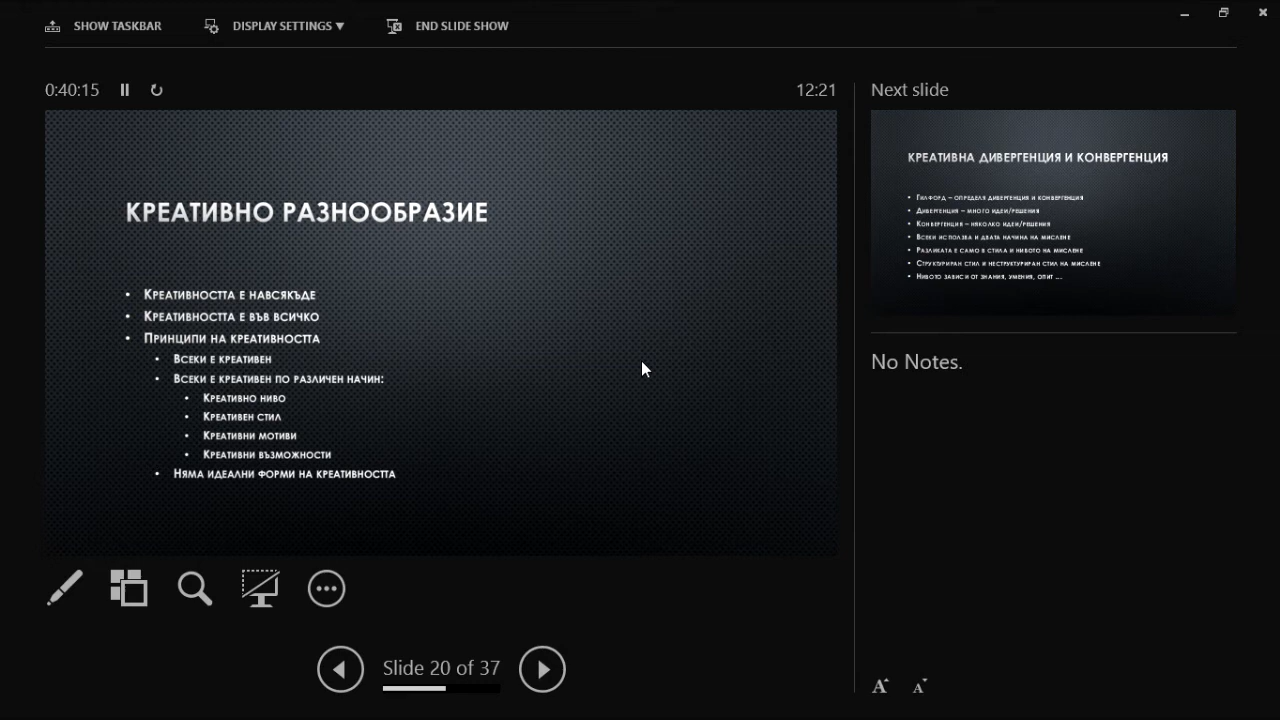 SHOW TASKBAR
DISPLAY SETTINGS
END SLIDE SHOW
0:40:15
12:21
КРЕАТИВНО РАЗНООБРАЗИЕ
• КРЕАТИВНОСТТА Е НАВСЯКЪДЕ
• КРЕАТИВНОСТТА Е ВЪВ ВСИЧКО
• ПРИНЦИПИ НА КРЕАТИВНОСТТА
• ВСЕКИ Е КРЕАТИВЕН
• ВСЕКИ Е КРЕАТИВЕН ПО РАЗЛИЧЕН НАЧИН:
• КРЕАТИВНО НИВО
• КРЕАТИВЕН СТИЛ
• КРЕАТИВНИ МОТИВИ
• КРЕАТИВНИ ВЪЗМОЖНОСТИ
• НЯМА ИДЕАЛНИ ФОРМИ НА КРЕАТИВНОСТТА
Slide 20 of 37
Next slide
КРЕАТИВНА ДИВЕРГЕНЦИЯ И КОНВЕРГЕНЦИЯ
• ГИЛФОРД – ОПРЕДЕЛЯ ДИВЕРГЕНЦИЯ И КОНВЕРГЕНЦИЯ
• ДИВЕРГЕНЦИЯ – МНОГО ИДЕИ/РЕШЕНИЯ
• КОНВЕРГЕНЦИЯ – НЯКОЛКО ИДЕИ/РЕШЕНИЯ
• ВСЕКИ ИСПОЛЗВА И ДВАТА НАЧИНА НА МИСЛЕНЕ
• РАЗЛИКАТА Е САМО В СТИЛА И НИВОТО НА МИСЛЕНЕ
• СТРУКТУРИРАН СТИЛ И НЕСТРУКТУРИРАН СТИЛ НА МИСЛЕНЕ
• НИВОТО ЗАВИСИ ОТ ЗНАНИЯ, УМЕНИЯ, ОПИТ ...
No Notes.
A A